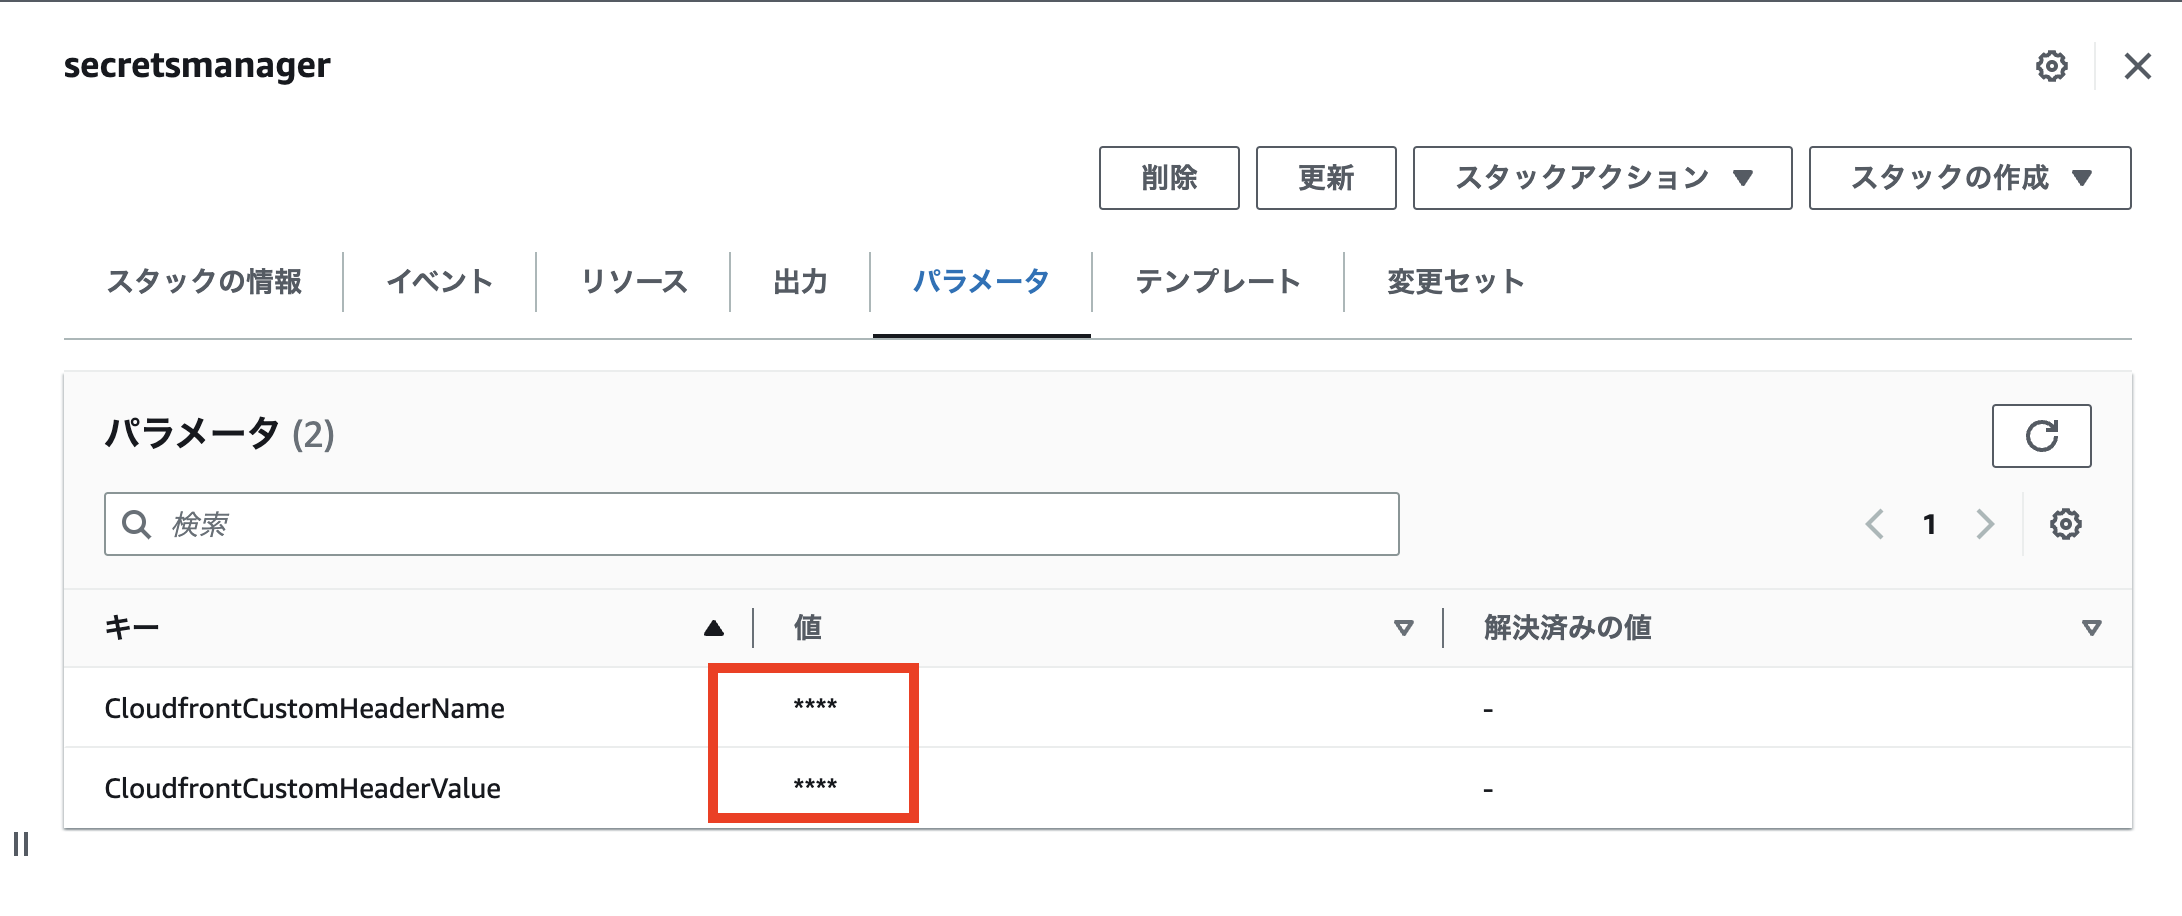 secretsmanager
削除 更新 スタックアクション スタックの作成
スタックの情報 イベント リソース 出力 パラメータ テンプレート 変更セット
パラメータ (2)
検索
1
キー 値 解決済みの値
CloudfrontCustomHeaderName **** -
CloudfrontCustomHeaderValue **** -